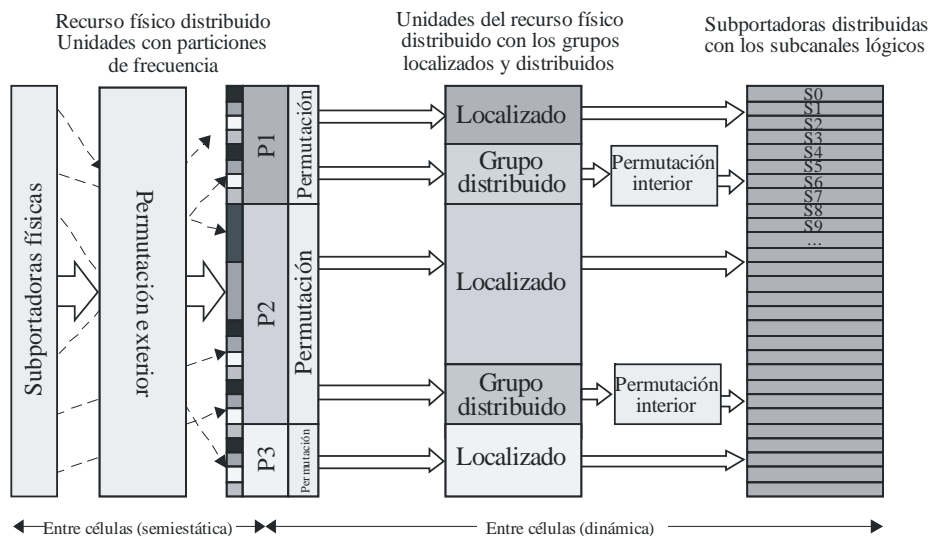 Recurso físico distribuido
Unidades con particiones
de frecuencia
Unidades del recurso físico
distribuido con los grupos
localizados y distribuidos
Subportadoras distribuidas
con los subcanales lógicos
Subportadoras físicas
Permutación exterior
P1
Permutación
P2
Permutación
P3
Permutación
Localizado
Grupo
distribuido
Permutación
interior
Localizado
Grupo
distribuido
Permutación
interior
Localizado
S0
S1
S2
S3
S4
S5
S6
S7
S8
S9
...
Entre células (semiestática)
Entre células (dinámica)